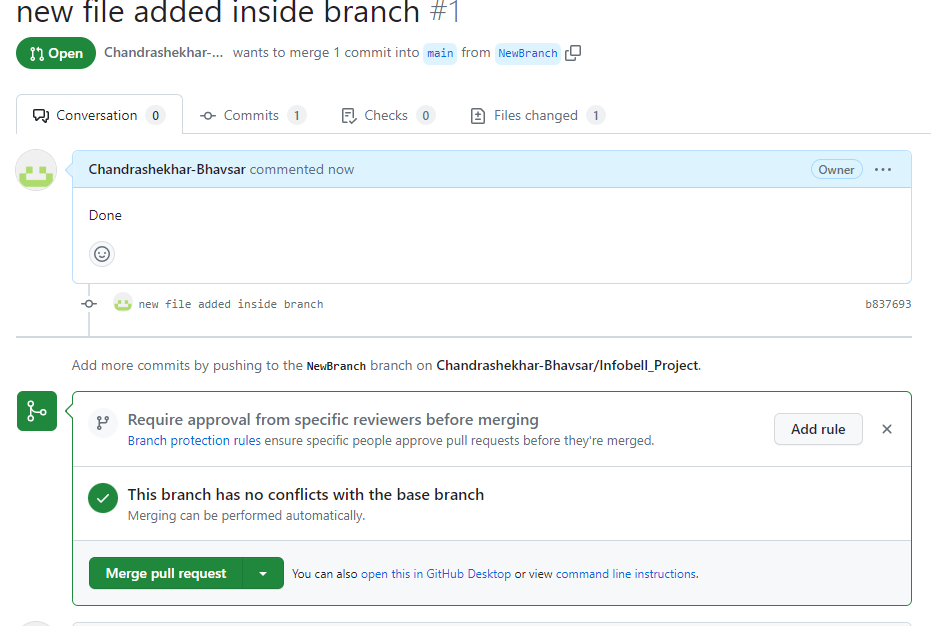 new file added inside branch #1
Open Chandrashekhar-... wants to merge 1 commit into main from NewBranch
Conversation 0 Commits 1 Checks 0 Files changed 1
Chandrashekhar-Bhavsar commented now Owner
Done
new file added inside branch b837693
Add more commits by pushing to the NewBranch branch on Chandrashekhar-Bhavsar/Infobell_Project.
Require approval from specific reviewers before merging
Branch protection rules ensure specific people approve pull requests before they're merged.
Add rule
This branch has no conflicts with the base branch
Merging can be performed automatically.
Merge pull request You can also open this in GitHub Desktop or view command line instructions.